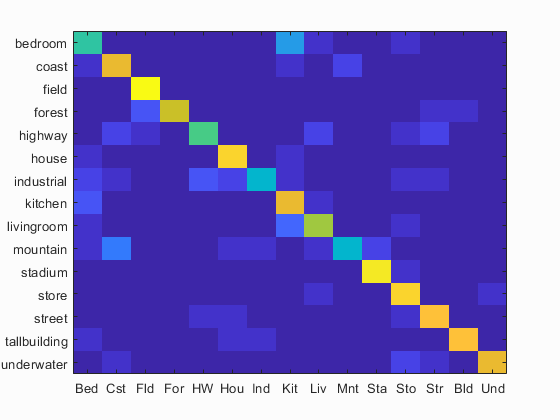 bedroom
coast
field
forest
highway
house
industrial
kitchen
livingroom
mountain
stadium
store
street
tallbuilding
underwater
Bed Cst Fld For HW Hou Ind Kit Liv Mnt Sta Sto Str Bld Und